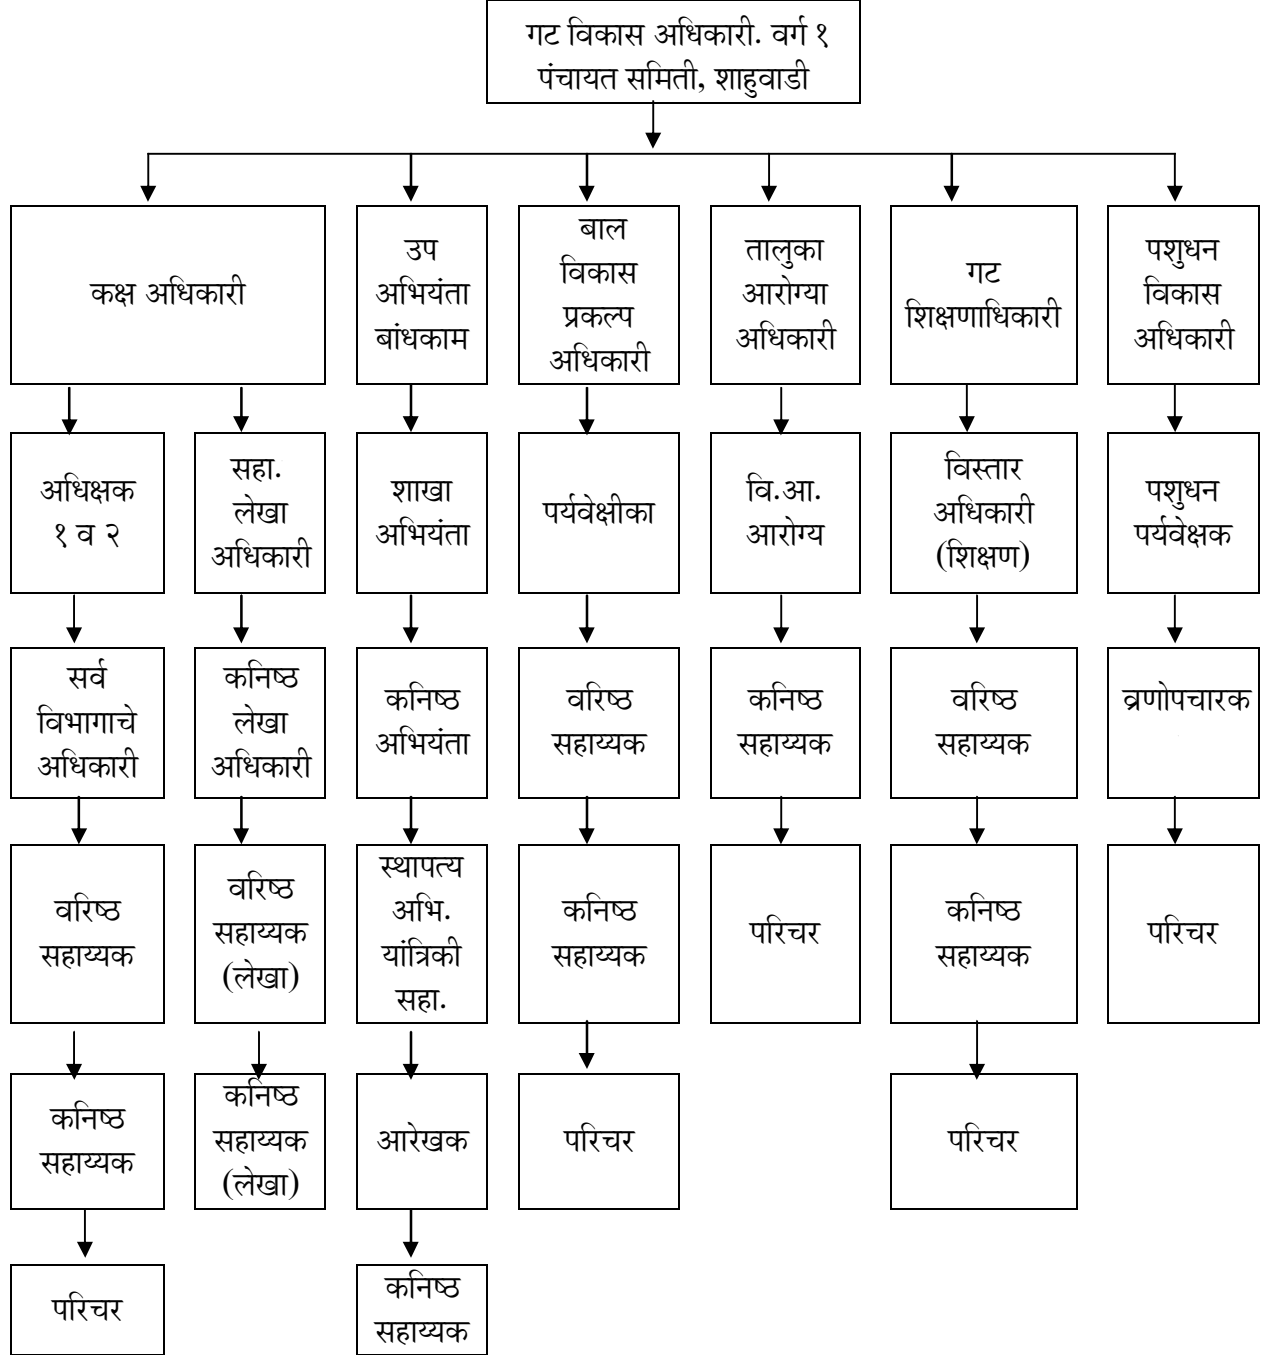 गट विकास अधिकारी. वर्ग १
पंचायत समिती, शाहुवाडी
कक्ष अधिकारी
उप
अभियंता
बांधकाम
बाल
विकास
प्रकल्प
अधिकारी
तालुका
आरोग्या
अधिकारी
गट
शिक्षणाधिकारी
पशुधन
विकास
अधिकारी
अधिक्षक
१ व २
सहा.
लेखा
अधिकारी
शाखा
अभियंता
पर्यवेक्षीका
वि.आ.
आरोग्य
विस्तार
अधिकारी
(शिक्षण)
पशुधन
पर्यवेक्षक
सर्व
विभागाचे
अधिकारी
कनिष्ठ
लेखा
अधिकारी
कनिष्ठ
अभियंता
वरिष्ठ
सहाय्यक
कनिष्ठ
सहाय्यक
वरिष्ठ
सहाय्यक
व्रणोपचारक
वरिष्ठ
सहाय्यक
वरिष्ठ
सहाय्यक
(लेखा)
स्थापत्य
अभि.
यांत्रिकी
सहा.
कनिष्ठ
सहाय्यक
परिचर
कनिष्ठ
सहाय्यक
परिचर
कनिष्ठ
सहाय्यक
कनिष्ठ
सहाय्यक
(लेखा)
आरेखक
परिचर
परिचर
परिचर
कनिष्ठ
सहाय्यक